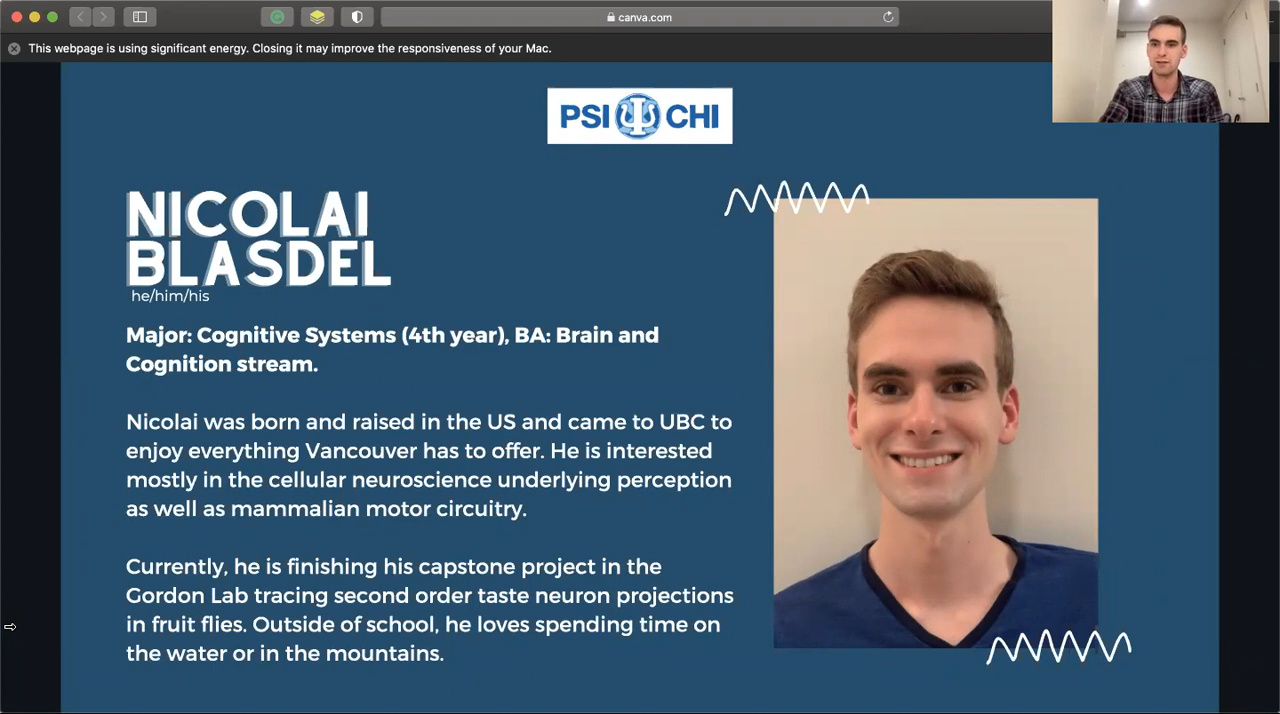 canva.com
This webpage is using significant energy. Closing it may improve the responsiveness of your Mac.
PSI Ψ CHI
NICOLAI
BLASDEL
he/him/his
Major: Cognitive Systems (4th year), BA: Brain and
Cognition stream.
Nicolai was born and raised in the US and came to UBC to
enjoy everything Vancouver has to offer. He is interested
mostly in the cellular neuroscience underlying perception
as well as mammalian motor circuitry.
Currently, he is finishing his capstone project in the
Gordon Lab tracing second order taste neuron projections
in fruit flies. Outside of school, he loves spending time on
the water or in the mountains.